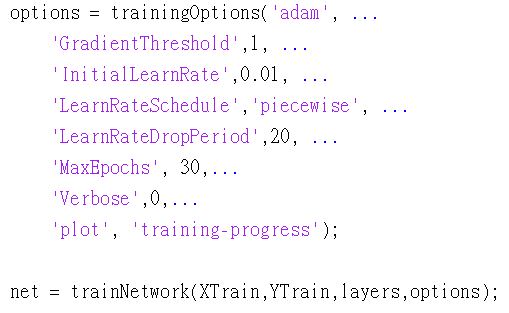 options = trainingOptions('adam', ...
'GradientThreshold',1, ...
'InitialLearnRate',0.01, ...
'LearnRateSchedule','piecewise', ...
'LearnRateDropPeriod',20, ...
'MaxEpochs', 30,...
'Verbose',0,...
'plot', 'training-progress');
net = trainNetwork(XTrain,YTrain,layers,options);